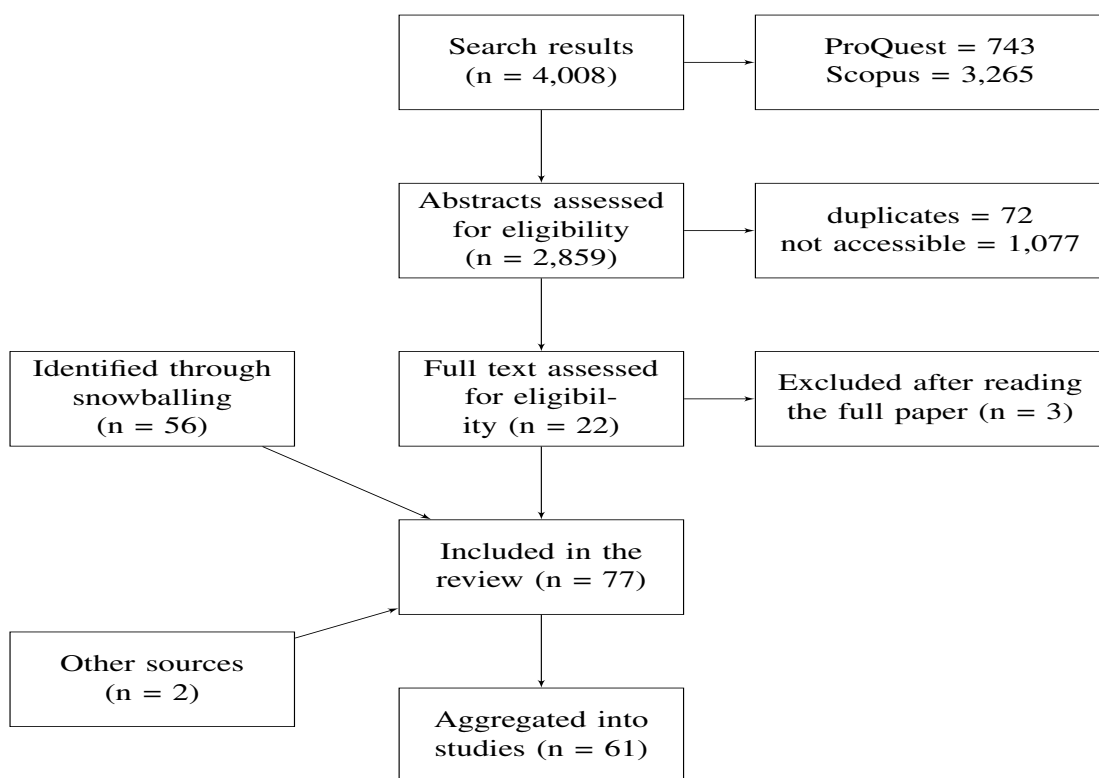 Search results
(n = 4,008)
ProQuest = 743
Scopus = 3,265
Abstracts assessed
for eligibility
(n = 2,859)
duplicates = 72
not accessible = 1,077
Identified through
snowballing
(n = 56)
Full text assessed
for eligibil-
ity (n = 22)
Excluded after reading
the full paper (n = 3)
Included in the
review (n = 77)
Other sources
(n = 2)
Aggregated into
studies (n = 61)